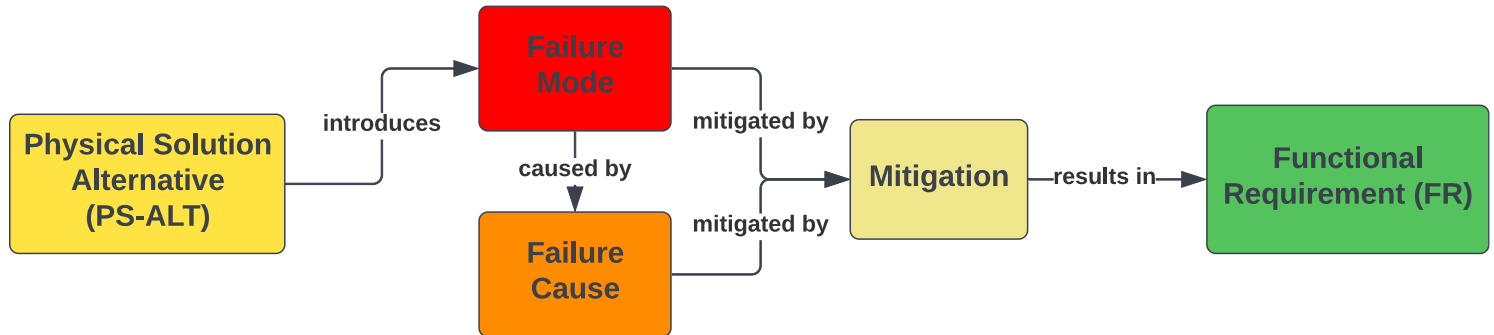 Physical Solution
Alternative
(PS-ALT)
introduces
Failure
Mode
caused by
Failure
Cause
mitigated by
mitigated by
Mitigation
results in
Functional
Requirement (FR)